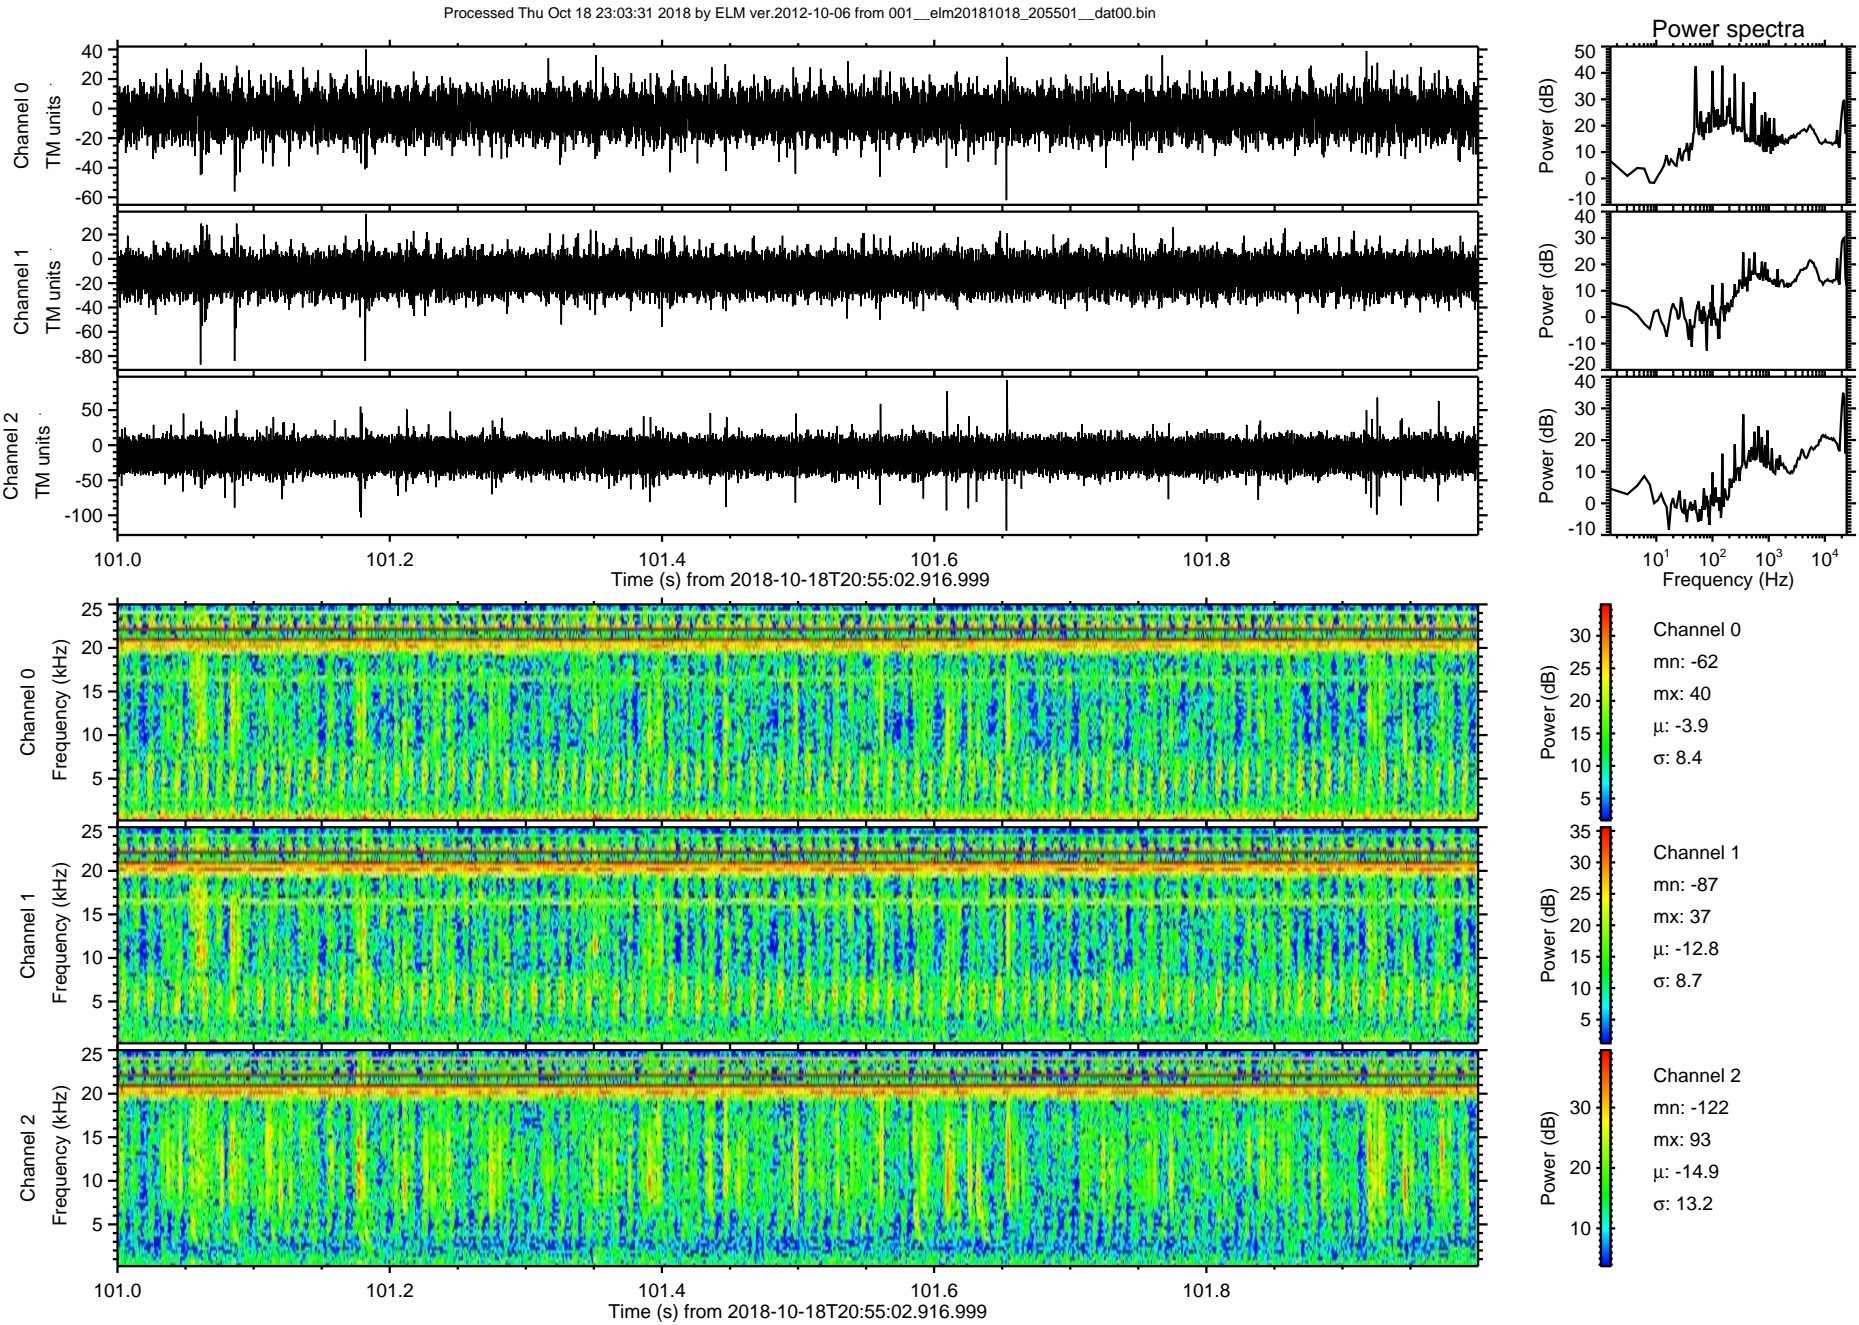 Processed Thu Oct 18 23:03:31 2018 by ELM ver.2012-10-06 from 001__elm20181018_205501__dat00.bin
Power spectra
Channel 0
TM units
40
20
0
-20
-40
-60
Power (dB)
50
40
30
20
10
0
-10
Channel 1
TM units
20
0
-20
-40
-60
-80
Power (dB)
40
30
20
10
0
-10
-20
Channel 2
TM units
50
0
-50
-100
Power (dB)
40
30
20
10
0
-10
101.0 101.2 101.4 101.6 101.8
Time (s) from 2018-10-18T20:55:02.916.999
10¹ 10² 10³ 10⁴
Frequency (Hz)
Channel 0
Frequency (kHz)
25
20
15
10
5
Power (dB)
30
25
20
15
10
5
Channel 0
mn: -62
mx: 40
μ: -3.9
σ: 8.4
Channel 1
Frequency (kHz)
25
20
15
10
5
Power (dB)
35
30
25
20
15
10
5
Channel 1
mn: -87
mx: 37
μ: -12.8
σ: 8.7
Channel 2
Frequency (kHz)
25
20
15
10
5
Power (dB)
30
20
10
Channel 2
mn: -122
mx: 93
μ: -14.9
σ: 13.2
101.0 101.2 101.4 101.6 101.8
Time (s) from 2018-10-18T20:55:02.916.999